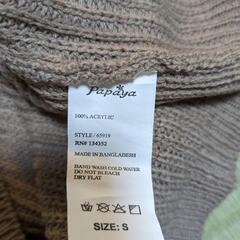 Papaya
100% ACRYLIC
STYLE / 65919
RN# 134352
MADE IN BANGLADESH
HAND WASH COLD WATER
DO NOT BLEACH
DRY FLAT
SIZE: S